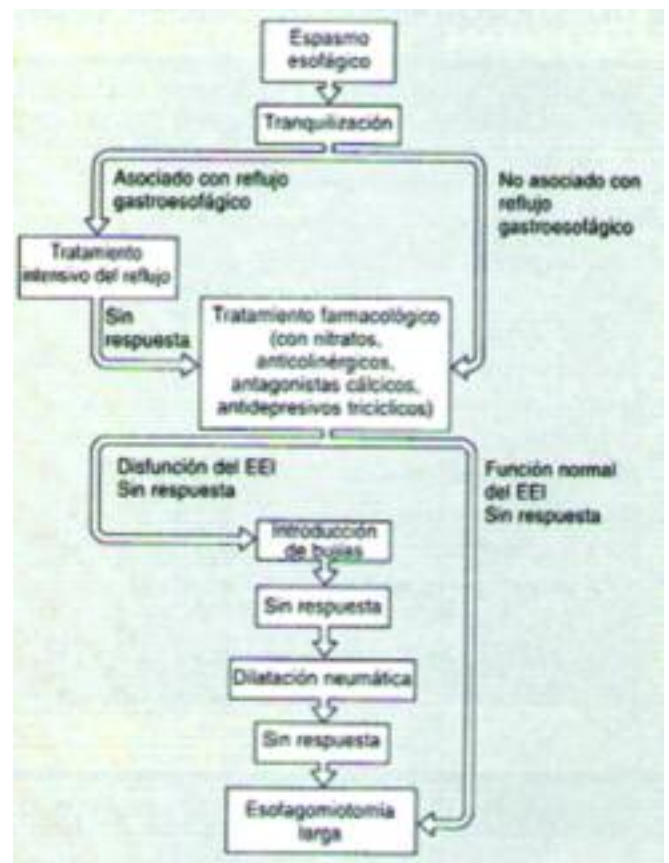 Espasmo
esofágico
Tranquilización
Asociado con reflujo
gastroesofágico
No asociado con
reflujo
gastroesofágico
Tratamiento
intensivo del reflujo
Sin
respuesta
Tratamiento farmacológico
(con nitratos,
anticolinérgicos,
antagonistas cálcicos,
antidepresivos tricíclicos)
Disfunción del EEI
Sin respuesta
Función normal
del EEI
Sin respuesta
Introducción
de bujías
Sin respuesta
Dilatación neumática
Sin respuesta
Esofagomiotomía
larga